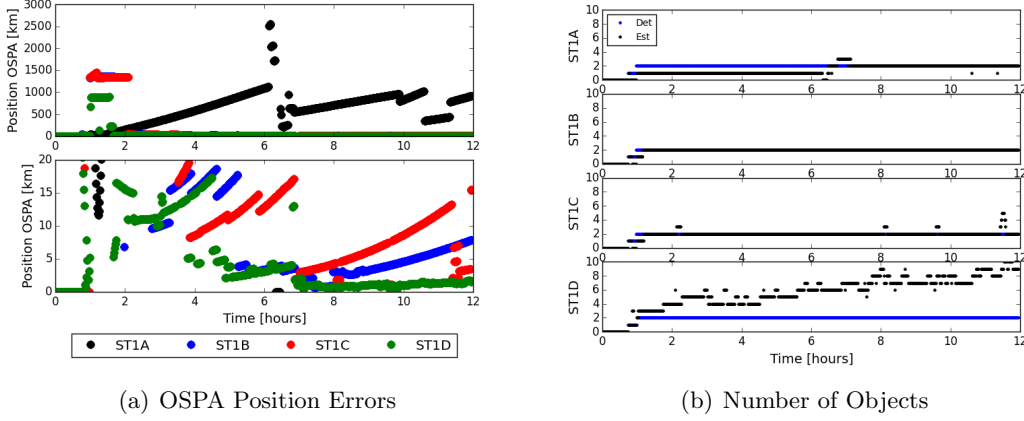 Position OSPA [km]
3000
2500
2000
1500
1000
500
0
0 2 4 6 8 10 12
Position OSPA [km]
20
15
10
5
0
0 2 4 6 8 10 12
Time [hours]
ST1A ST1B ST1C ST1D
(a) OSPA Position Errors
ST1A
10
8
6
4
2
0
Det
Est
0 2 4 6 8 10 12
ST1B
10
8
6
4
2
0
0 2 4 6 8 10 12
ST1C
10
8
6
4
2
0
0 2 4 6 8 10 12
ST1D
10
8
6
4
2
0
0 2 4 6 8 10 12
Time [hours]
(b) Number of Objects